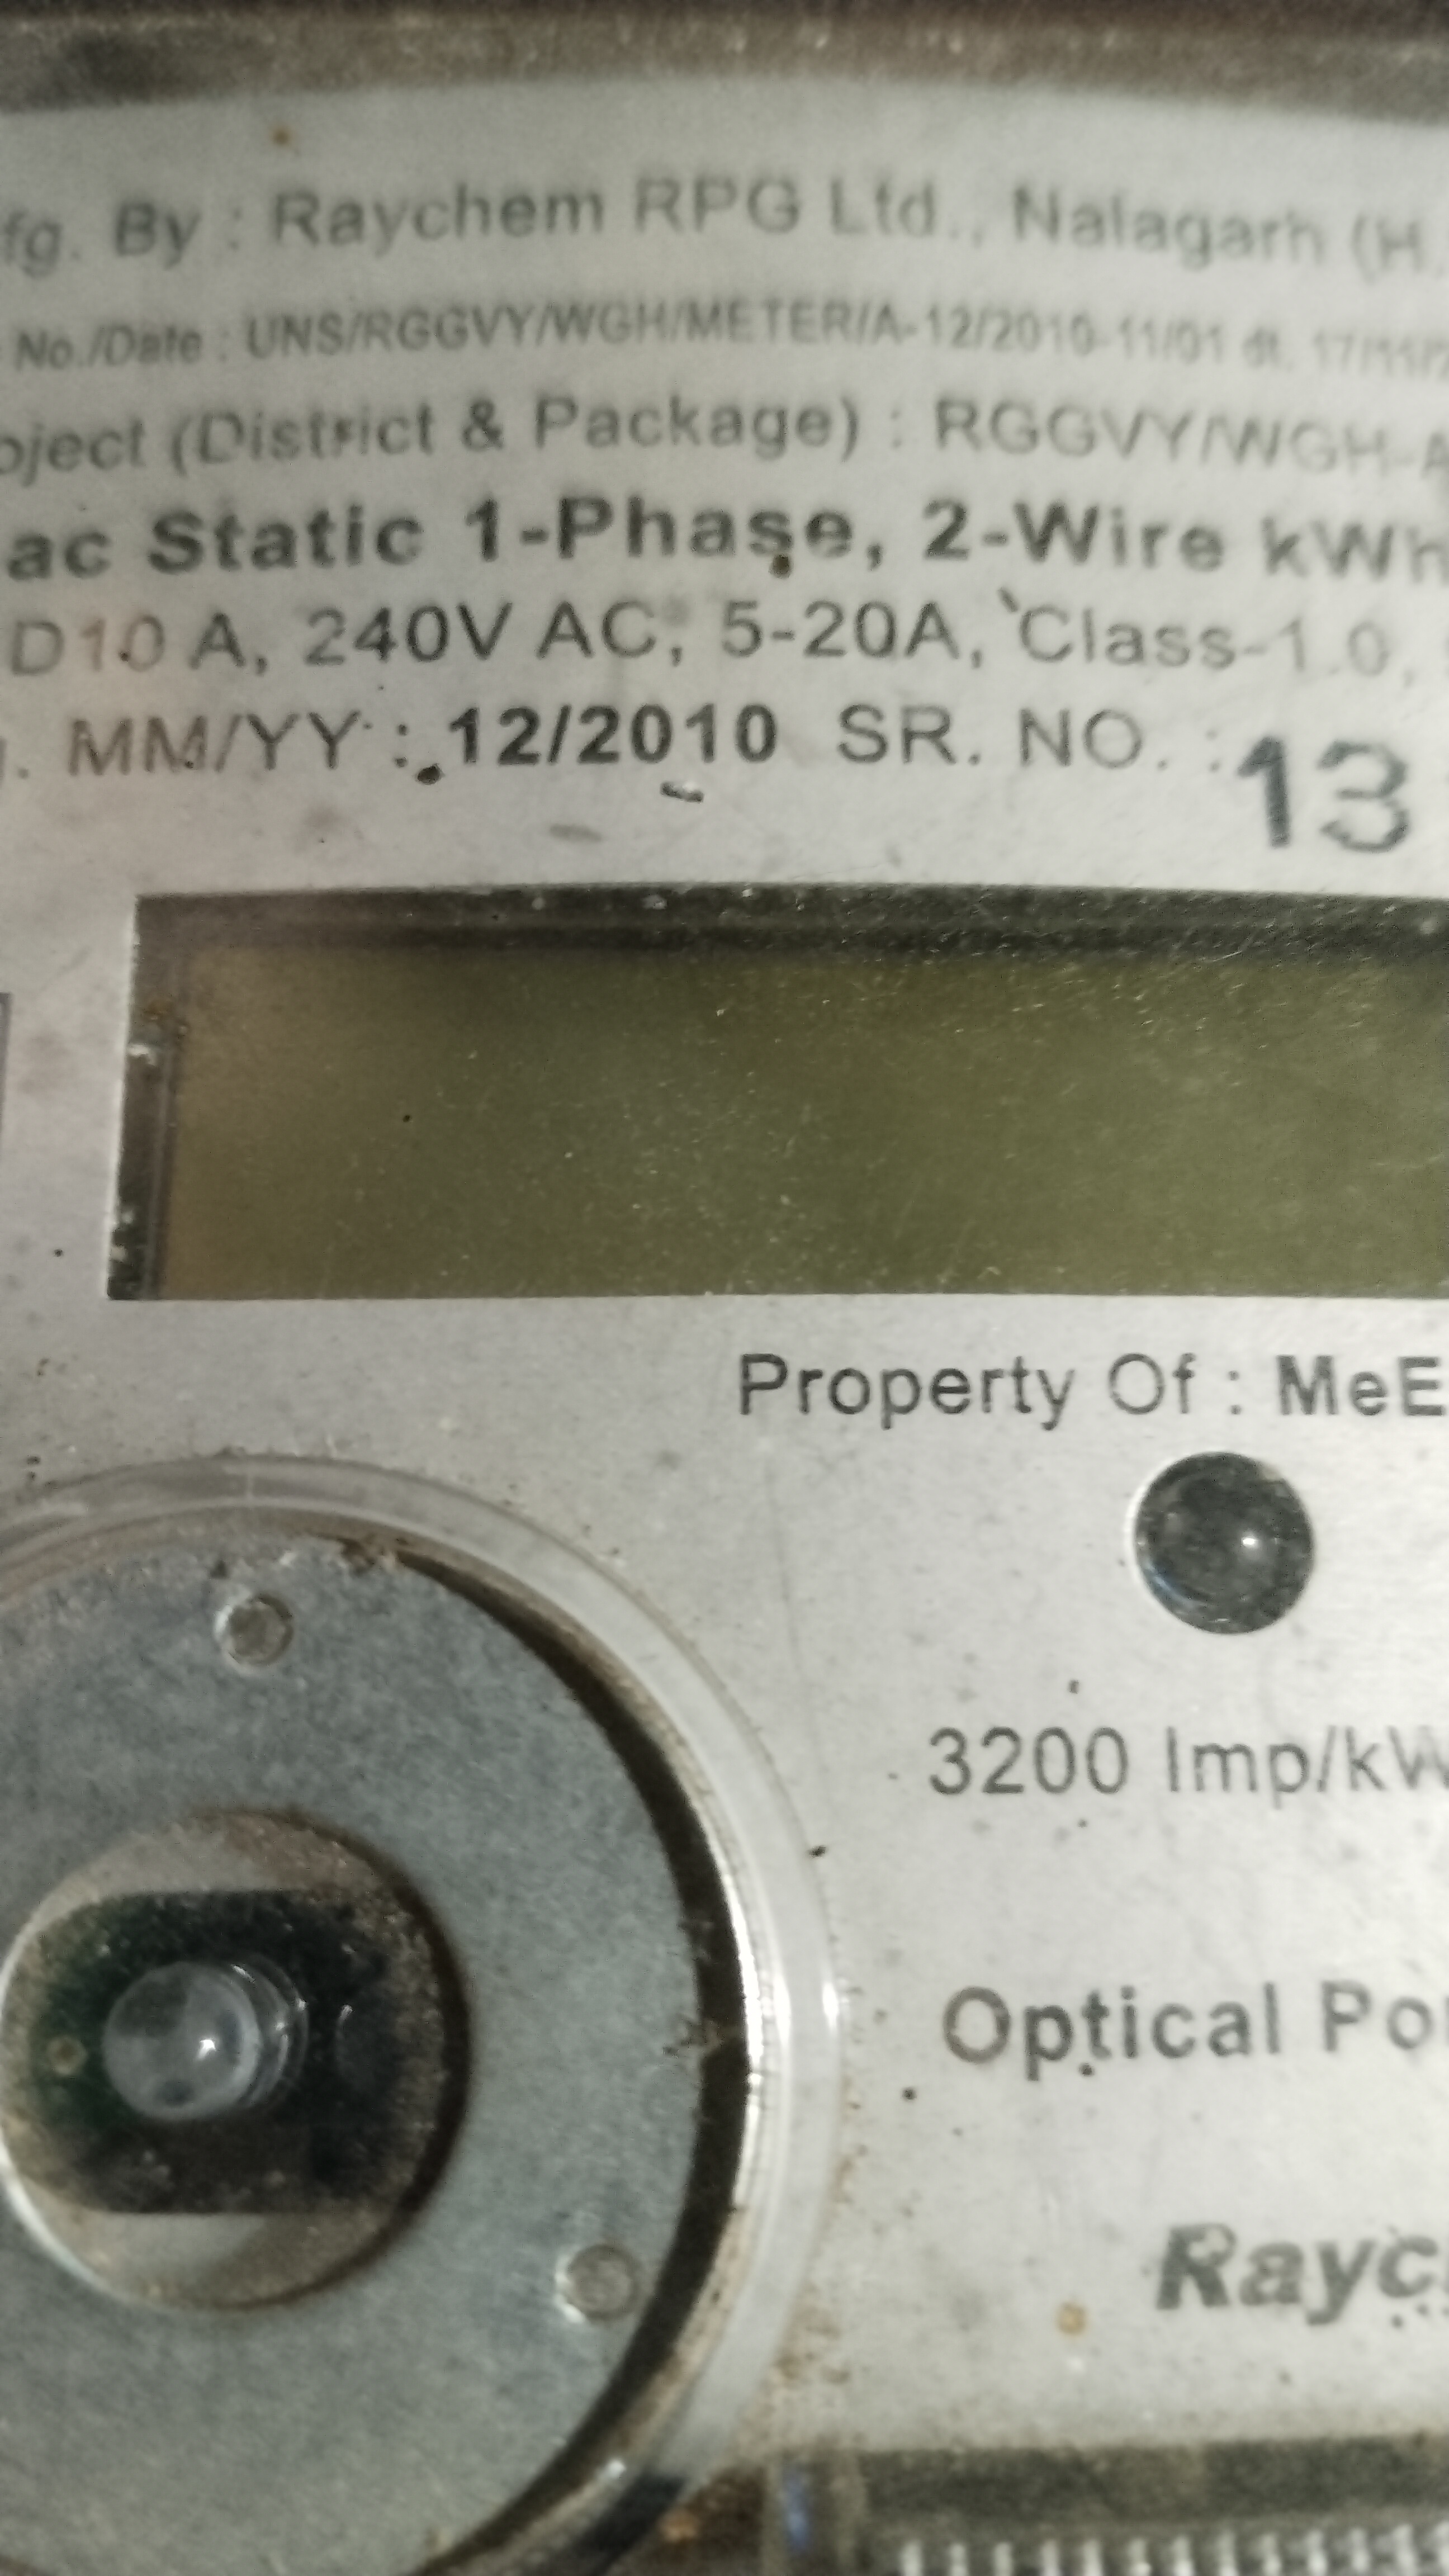 fg. By : Raychem RPG Ltd., Nalagarh (H.
No./Date : UNS/RGGVY/WGH/METER/A-12/2010-11/01 dt. 17/11/2
oject (District & Package) : RGGVY/WGH-A
ac Static 1-Phase, 2-Wire kWh
D10 A, 240V AC, 5-20A, Class-1.0,
. MM/YY : 12/2010 SR. NO. : 13
Property Of : MeE
3200 Imp/kW
Optical Po
Rayc